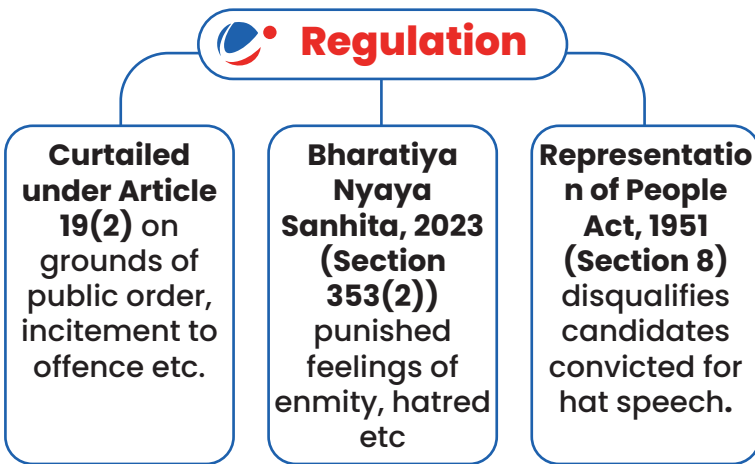 Regulation
Curtailed
under Article
19(2) on
grounds of
public order,
incitement to
offence etc.
Bharatiya
Nyaya
Sanhita, 2023
(Section
353(2))
punished
feelings of
enmity, hatred
etc
Representatio
n of People
Act, 1951
(Section 8)
disqualifies
candidates
convicted for
hat speech.